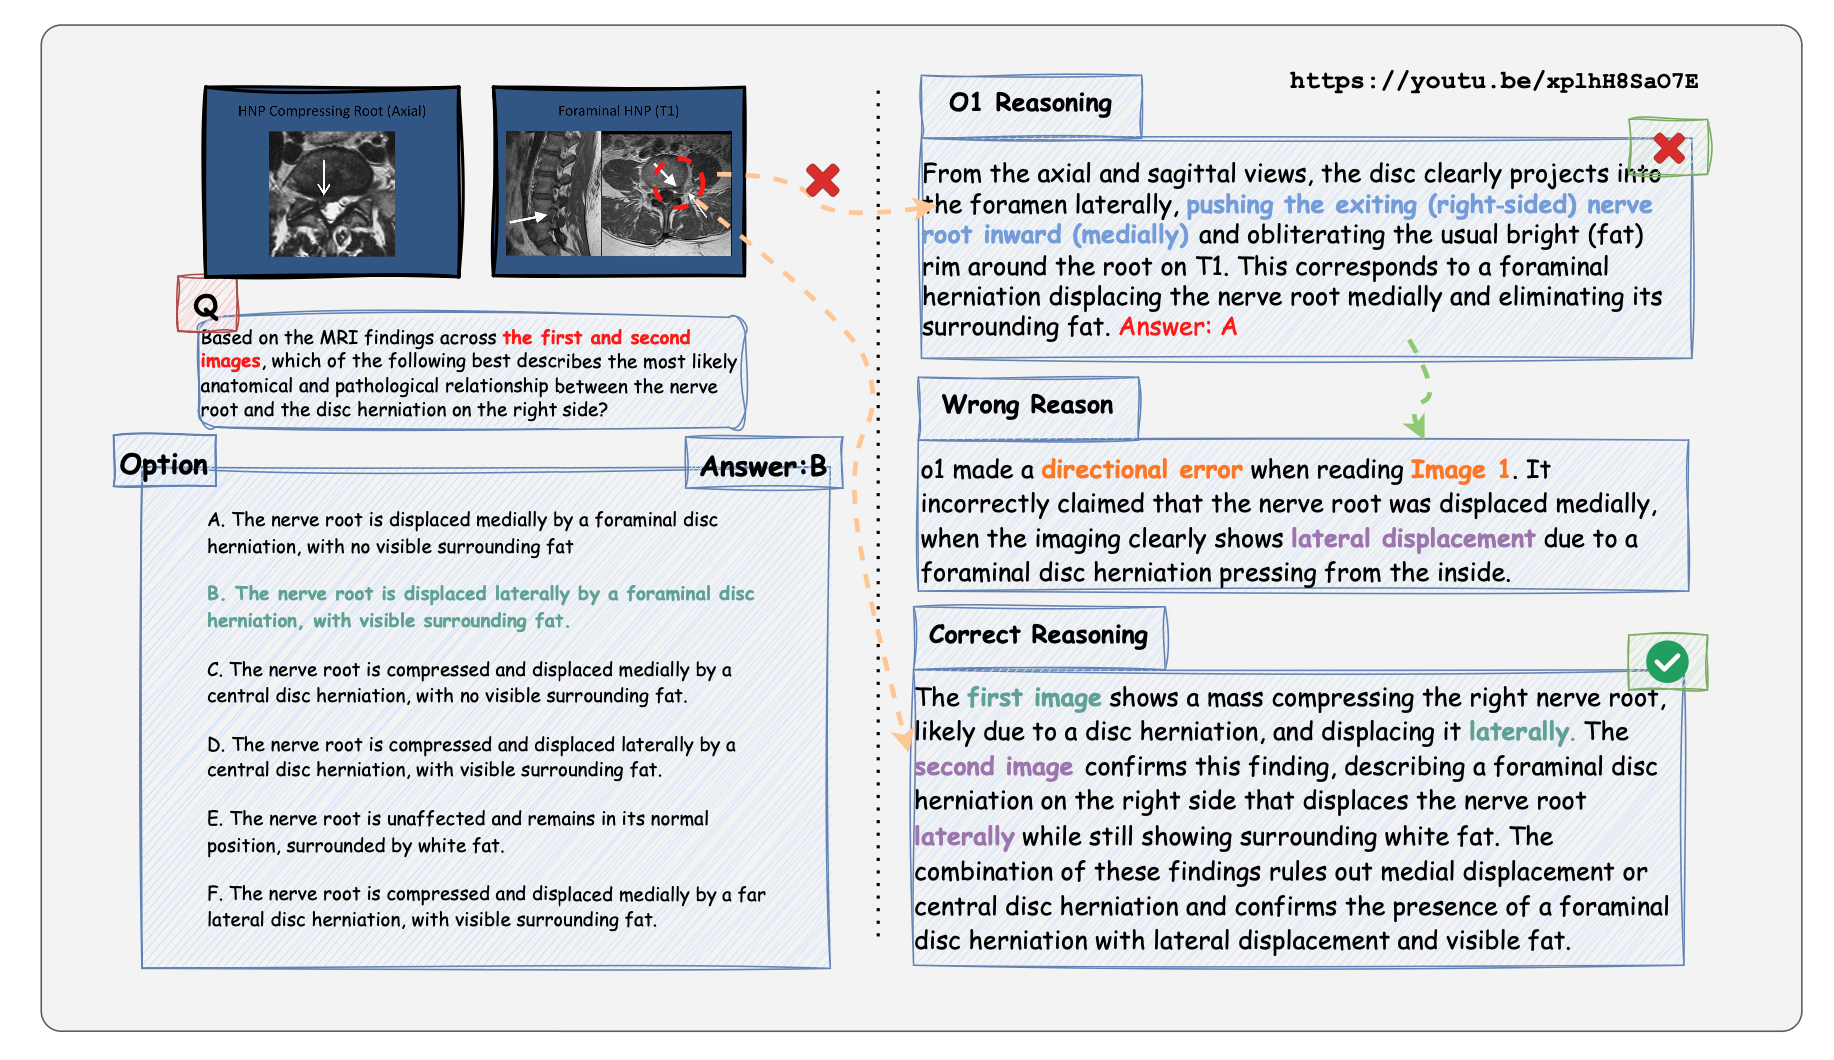 HNP Compressing Root (Axial)
Foraminal HNP (T1)
Q
Based on the MRI findings across the first and second
images, which of the following best describes the most likely
anatomical and pathological relationship between the nerve
root and the disc herniation on the right side?
Option
Answer:B
A. The nerve root is displaced medially by a foraminal disc
herniation, with no visible surrounding fat
B. The nerve root is displaced laterally by a foraminal disc
herniation, with visible surrounding fat.
C. The nerve root is compressed and displaced medially by a
central disc herniation, with no visible surrounding fat.
D. The nerve root is compressed and displaced laterally by a
central disc herniation, with visible surrounding fat.
E. The nerve root is unaffected and remains in its normal
position, surrounded by white fat.
F. The nerve root is compressed and displaced medially by a far
lateral disc herniation, with visible surrounding fat.
https://youtu.be/xplhH8SaO7E
O1 Reasoning
From the axial and sagittal views, the disc clearly projects into
the foramen laterally, pushing the exiting (right-sided) nerve
root inward (medially) and obliterating the usual bright (fat)
rim around the root on T1. This corresponds to a foraminal
herniation displacing the nerve root medially and eliminating its
surrounding fat. Answer: A
Wrong Reason
o1 made a directional error when reading Image 1. It
incorrectly claimed that the nerve root was displaced medially,
when the imaging clearly shows lateral displacement due to a
foraminal disc herniation pressing from the inside.
Correct Reasoning
The first image shows a mass compressing the right nerve root,
likely due to a disc herniation, and displacing it laterally. The
second image confirms this finding, describing a foraminal disc
herniation on the right side that displaces the nerve root
laterally while still showing surrounding white fat. The
combination of these findings rules out medial displacement or
central disc herniation and confirms the presence of a foraminal
disc herniation with lateral displacement and visible fat.